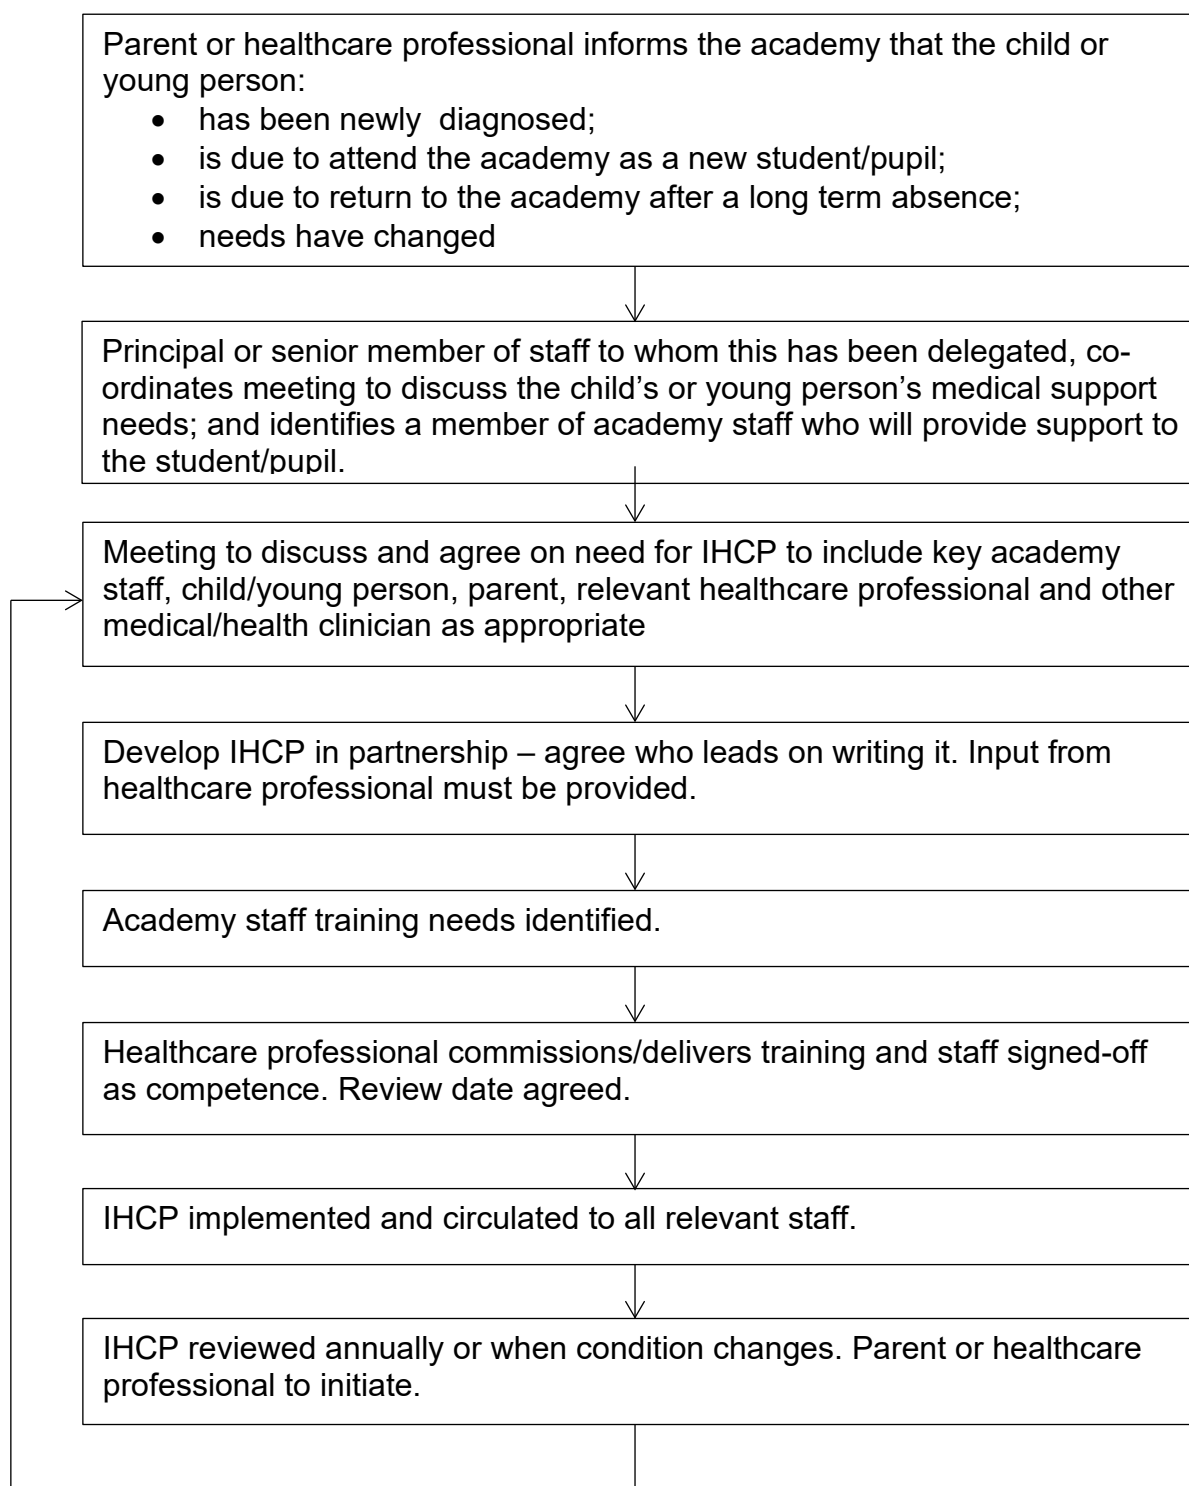 Parent or healthcare professional informs the academy that the child or
young person:
• has been newly  diagnosed;
• is due to attend the academy as a new student/pupil;
• is due to return to the academy after a long term absence;
• needs have changed
Principal or senior member of staff to whom this has been delegated, co-
ordinates meeting to discuss the child’s or young person’s medical support
needs; and identifies a member of academy staff who will provide support to
the student/pupil.
Meeting to discuss and agree on need for IHCP to include key academy
staff, child/young person, parent, relevant healthcare professional and other
medical/health clinician as appropriate
Develop IHCP in partnership – agree who leads on writing it. Input from
healthcare professional must be provided.
Academy staff training needs identified.
Healthcare professional commissions/delivers training and staff signed-off
as competence. Review date agreed.
IHCP implemented and circulated to all relevant staff.
IHCP reviewed annually or when condition changes. Parent or healthcare
professional to initiate.